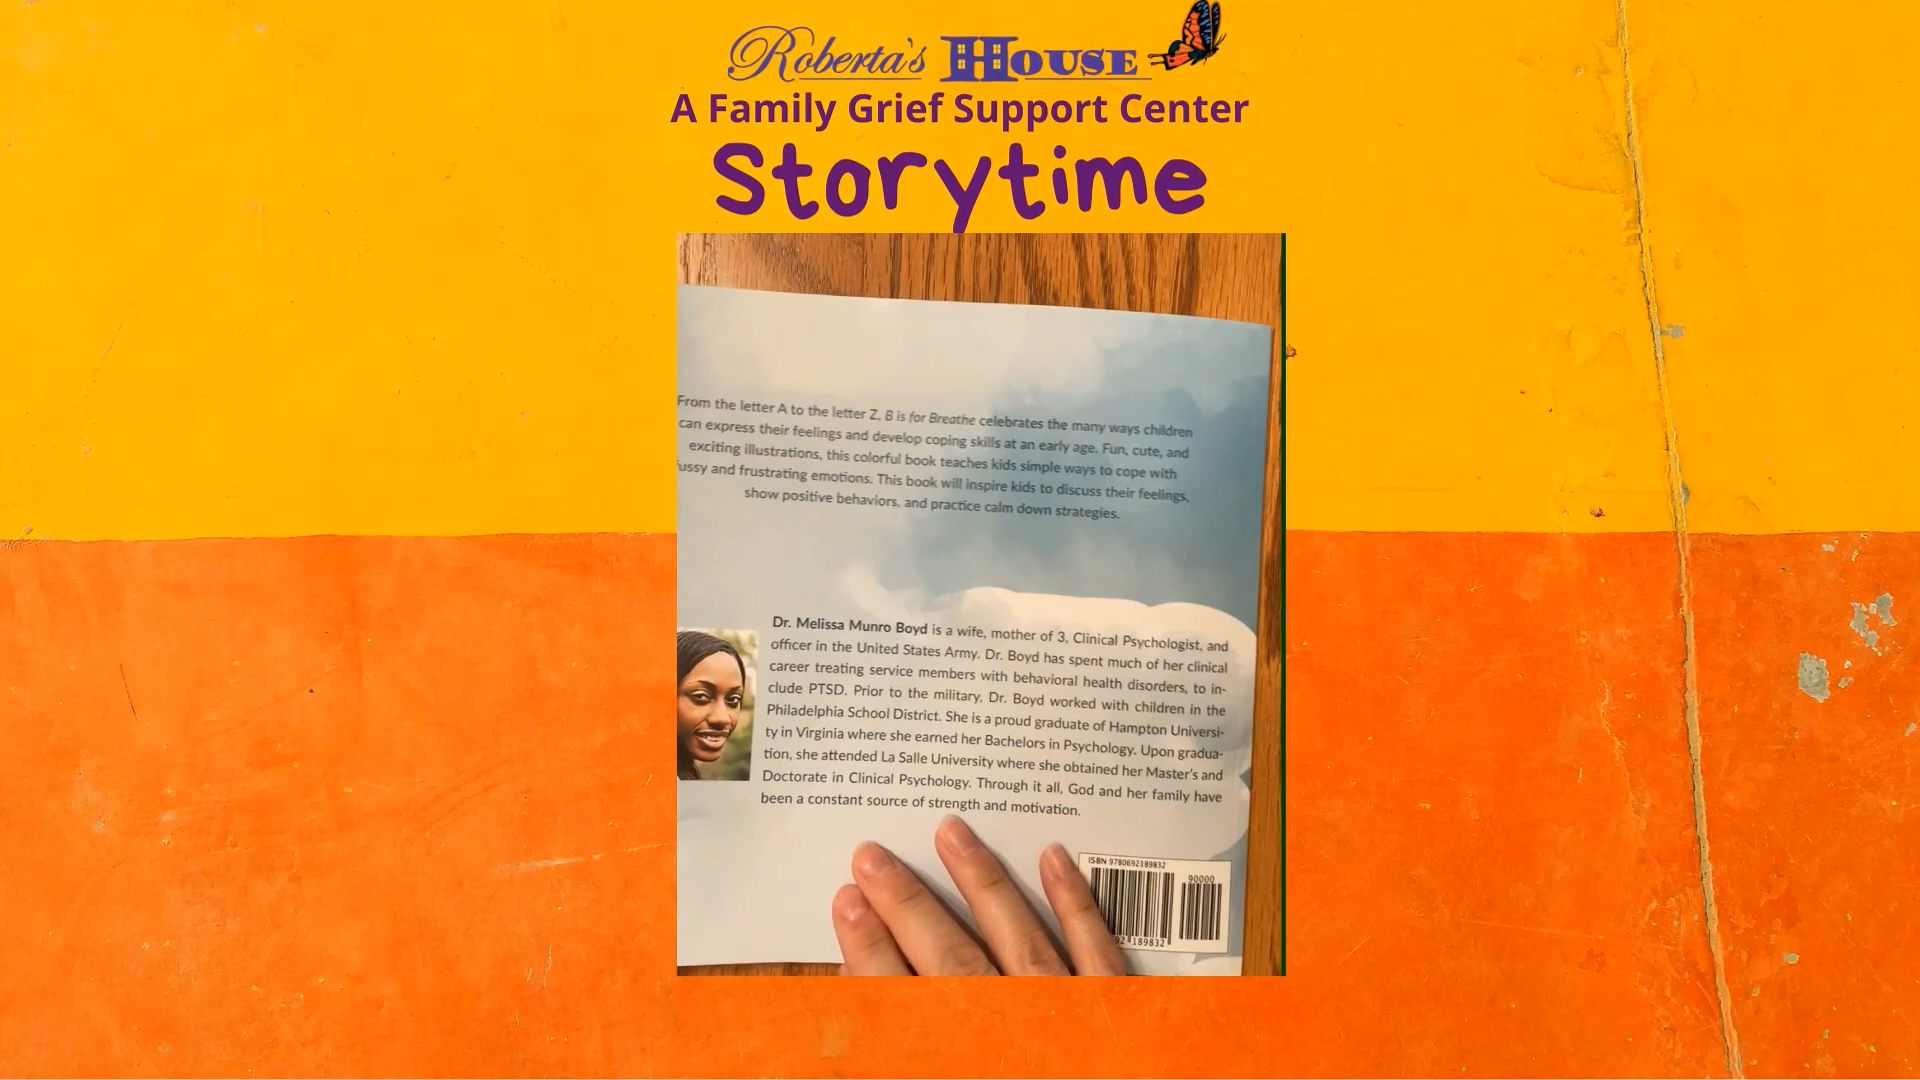 Roberta's HOUSE
A Family Grief Support Center
Storytime
From the letter A to the letter Z, B is for Breathe celebrates the many ways children
can express their feelings and develop coping skills at an early age. Fun, cute, and
exciting illustrations, this colorful book teaches kids simple ways to cope with
fussy and frustrating emotions. This book will inspire kids to discuss their feelings,
show positive behaviors, and practice calm down strategies.
Dr. Melissa Munro Boyd is a wife, mother of 3, Clinical Psychologist, and
officer in the United States Army. Dr. Boyd has spent much of her clinical
career treating service members with behavioral health disorders, to in-
clude PTSD. Prior to the military, Dr. Boyd worked with children in the
Philadelphia School District. She is a proud graduate of Hampton Universi-
ty in Virginia where she earned her Bachelors in Psychology. Upon gradua-
tion, she attended La Salle University where she obtained her Master's and
Doctorate in Clinical Psychology. Through it all, God and her family have
been a constant source of strength and motivation.
ISBN 9780692189832
90000
92 189832